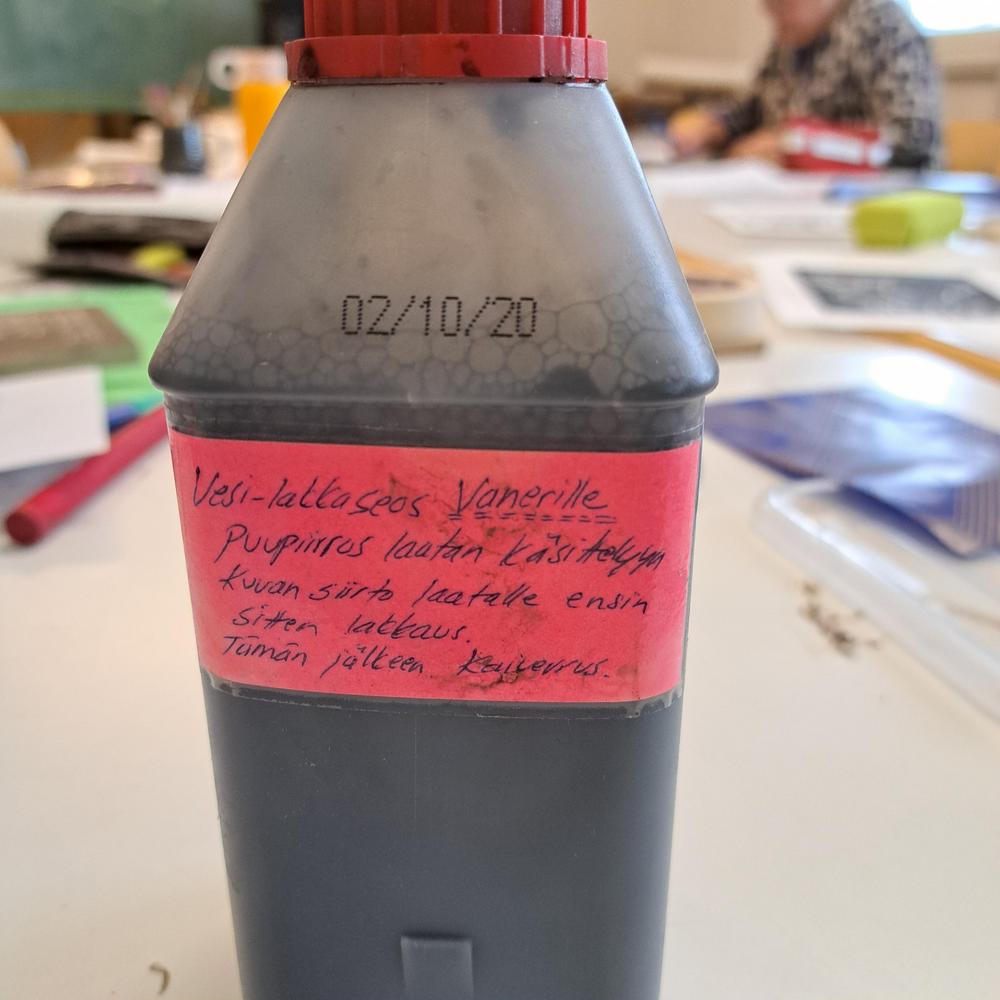 02/10/20
Vesi-lakkaseos Vanerille
Puupiirros laatan käsittelyyn
Kuvan siirto laatalle ensin
sitten lakkaus.
Tämän jälkeen kaiverrus.